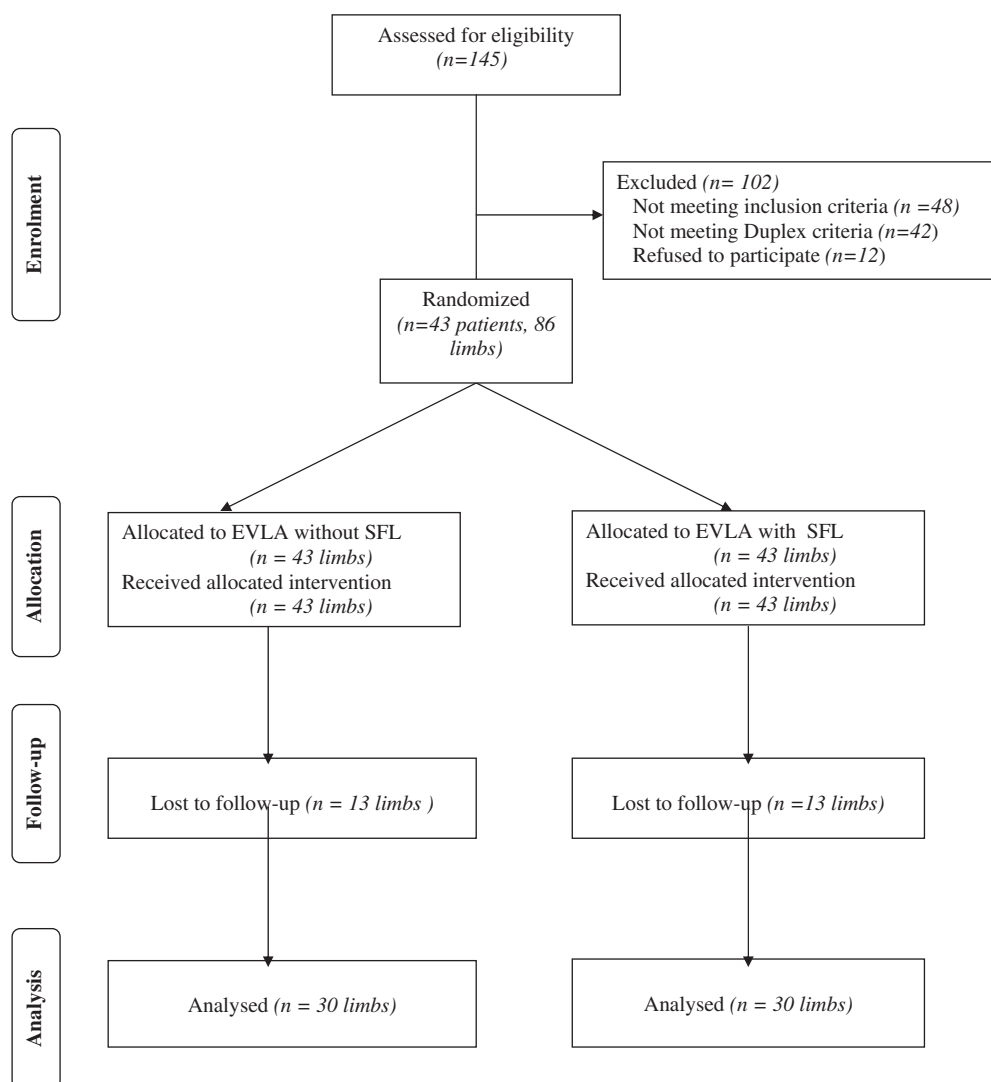 Assessed for eligibility
(n=145)
Enrolment
Excluded (n= 102)
Not meeting inclusion criteria (n =48)
Not meeting Duplex criteria (n=42)
Refused to participate (n=12)
Randomized
(n=43 patients, 86
limbs)
Allocation
Allocated to EVLA without SFL
(n = 43 limbs)
Received allocated intervention
(n = 43 limbs)
Allocated to EVLA with SFL
(n = 43 limbs)
Received allocated intervention
(n = 43 limbs)
Follow-up
Lost to follow-up (n = 13 limbs )
Lost to follow-up (n =13 limbs)
Analysis
Analysed (n = 30 limbs)
Analysed (n = 30 limbs)